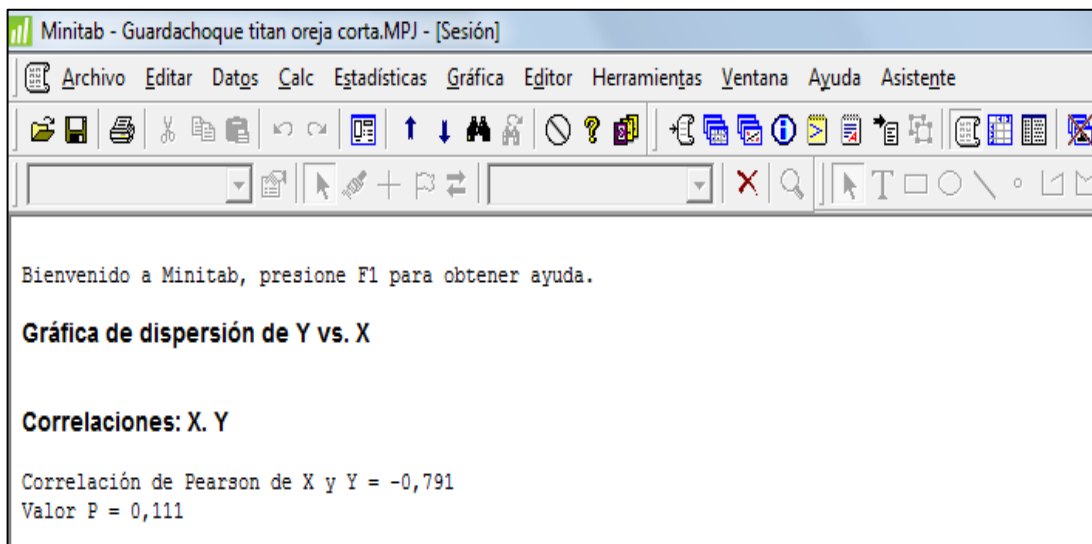 Minitab - Guardachoque titan oreja corta.MPJ - [Sesión]
Archivo Editar Datos Calc Estadísticas Gráfica Editor Herramientas Ventana Ayuda Asistente
Bienvenido a Minitab, presione F1 para obtener ayuda.
Gráfica de dispersión de Y vs. X
Correlaciones: X. Y
Correlación de Pearson de X y Y = -0,791
Valor P = 0,111